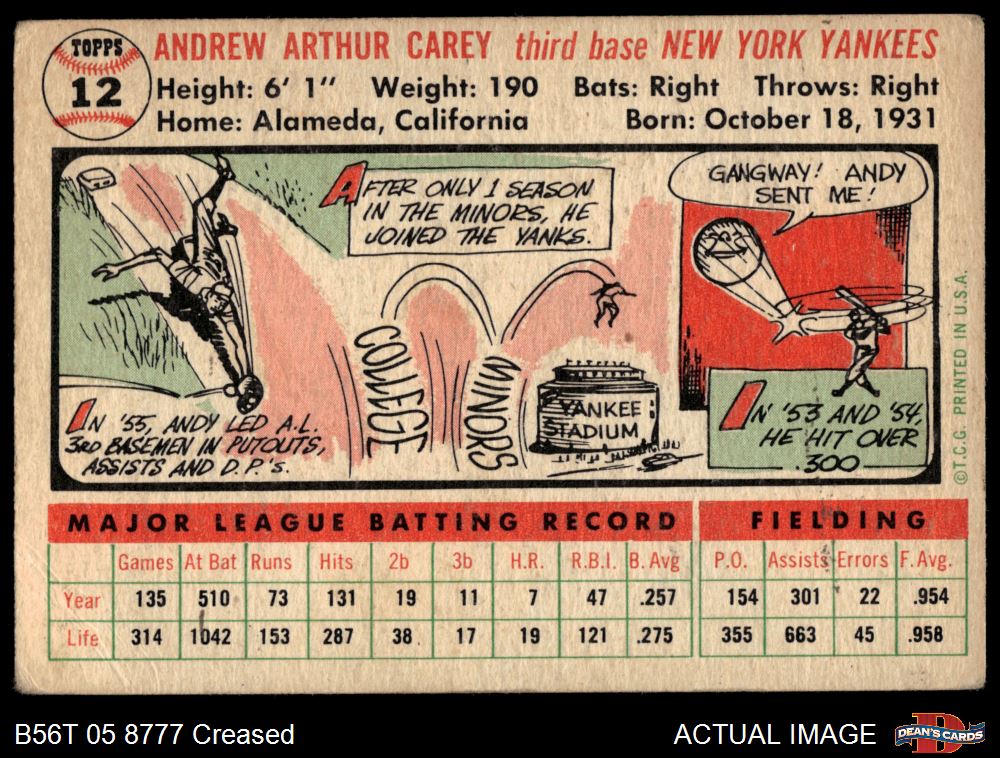 TOPPS
12
ANDREW ARTHUR CAREY third base NEW YORK YANKEES
Height: 6' 1" Weight: 190 Bats: Right Throws: Right
Home: Alameda, California Born: October 18, 1931
AFTER ONLY 1 SEASON
IN THE MINORS, HE
JOINED THE YANKS.
GANGWAY! ANDY
SENT ME!
COLLEGE
MINORS
YANKEE
STADIUM
IN '55, ANDY LED A.L.
3RD BASEMEN IN PUTOUTS,
ASSISTS AND D.P.'s.
IN '53 AND '54,
HE HIT OVER
.300
©T.C.G. PRINTED IN U.S.A.
MAJOR LEAGUE BATTING RECORD FIELDING
Games At Bat Runs Hits 2b 3b H.R. R.B.I. B. Avg P.O. Assists Errors F. Avg.
Year 135 510 73 131 19 11 7 47 .257 154 301 22 .954
Life 314 1042 153 287 38 17 19 121 .275 355 663 45 .958
B56T 05 8777 Creased
ACTUAL IMAGE
D
DEAN'S CARDS